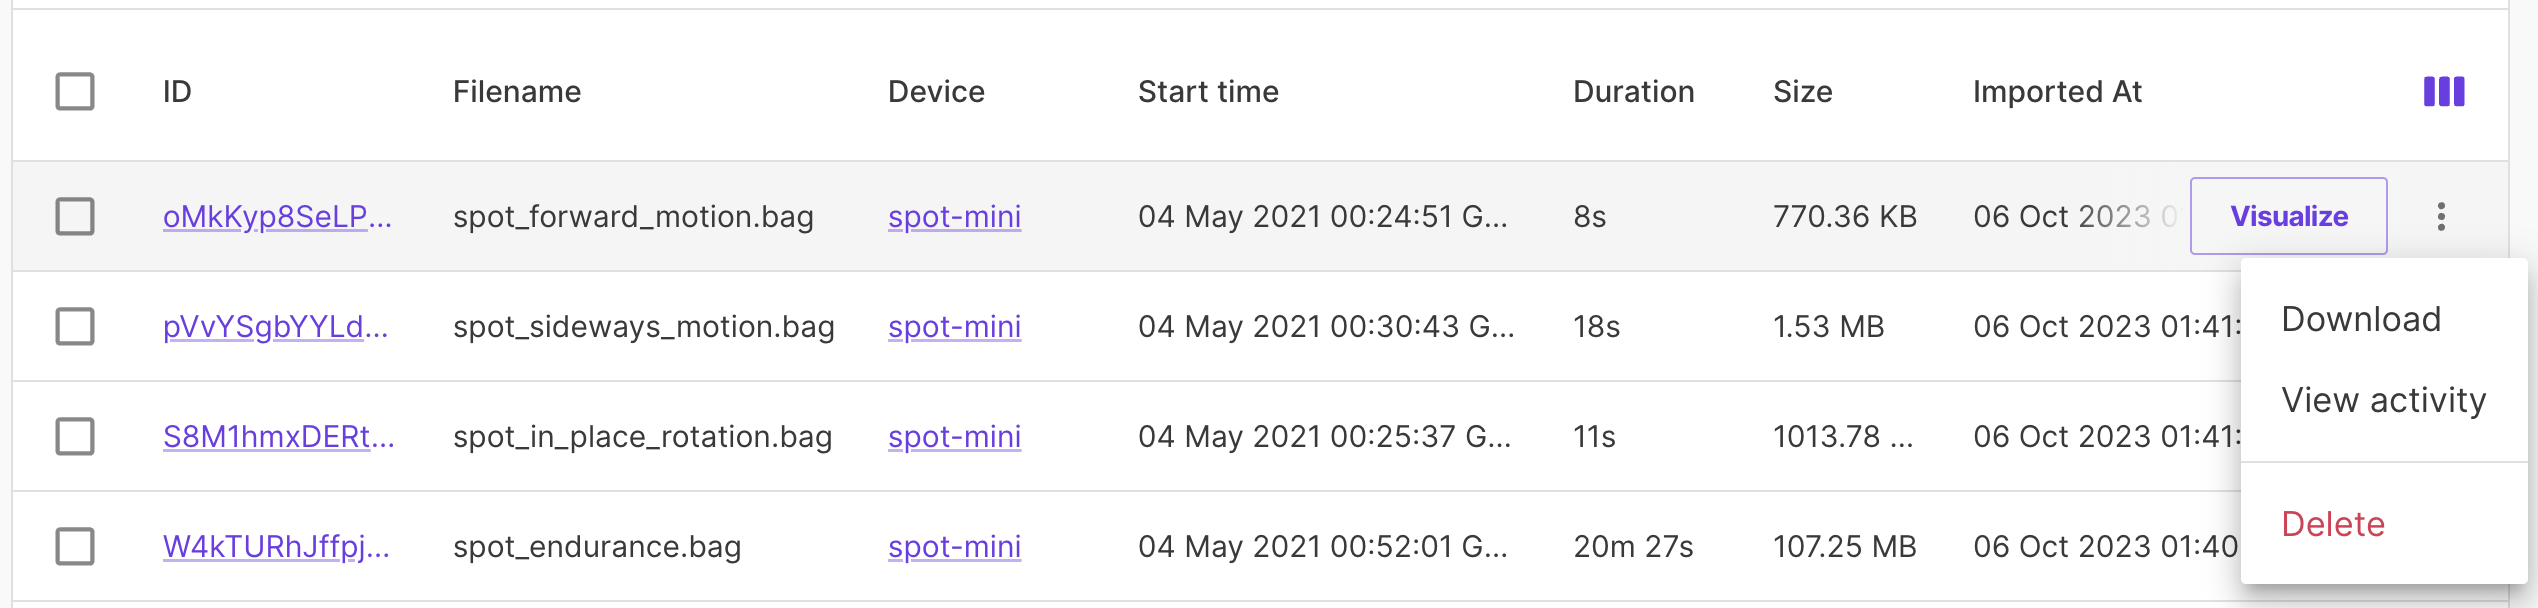 ID Filename Device Start time Duration Size Imported At
oMkKyp8SeLP... spot_forward_motion.bag spot-mini 04 May 2021 00:24:51 G... 8s 770.36 KB 06 Oct 2023 0 Visualize
pVvYSgbYYLd... spot_sideways_motion.bag spot-mini 04 May 2021 00:30:43 G... 18s 1.53 MB 06 Oct 2023 01:41:
Download
View activity
S8M1hmxDERt... spot_in_place_rotation.bag spot-mini 04 May 2021 00:25:37 G... 11s 1013.78 ... 06 Oct 2023 01:41:
W4kTURhJffpj... spot_endurance.bag spot-mini 04 May 2021 00:52:01 G... 20m 27s 107.25 MB 06 Oct 2023 01:40
Delete